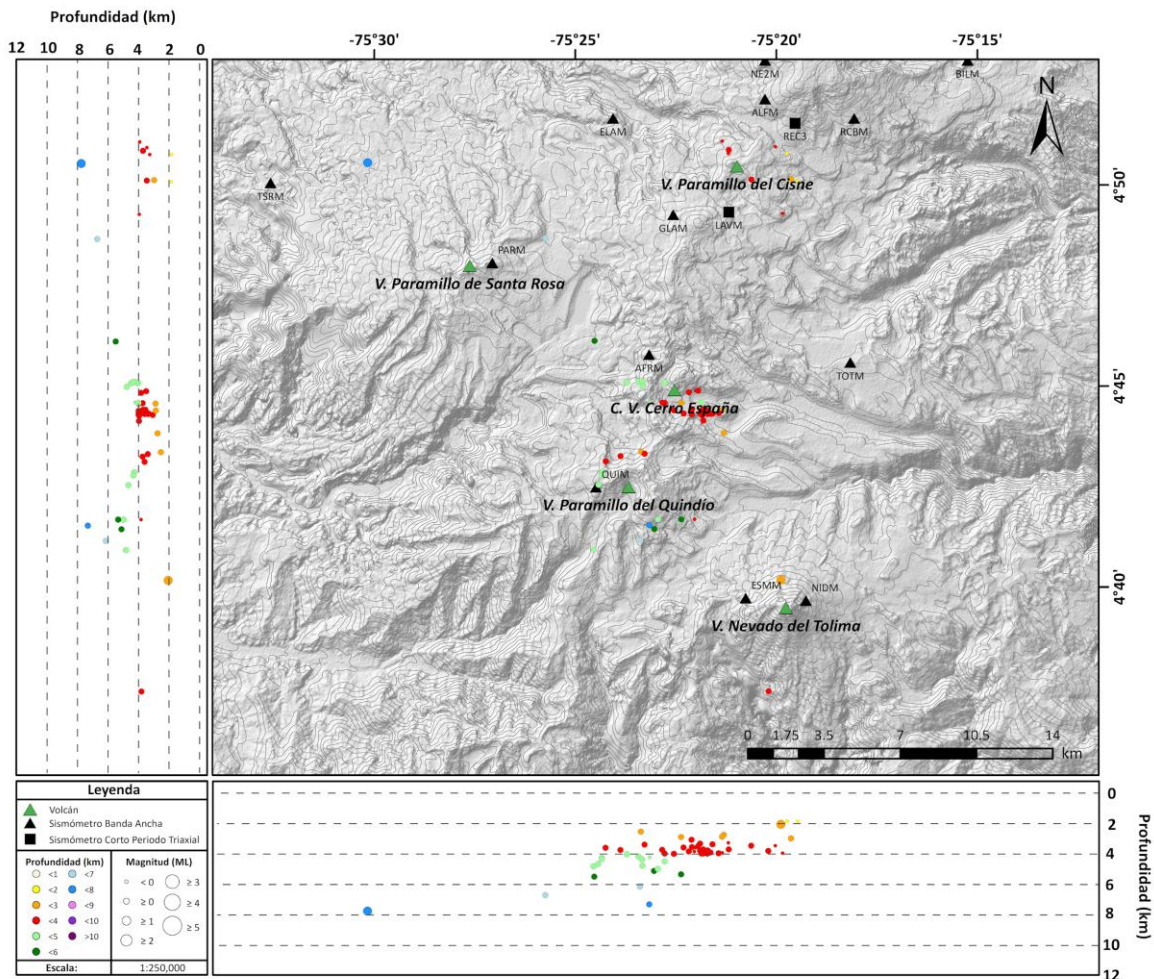 Profundidad (km)
12 10 8 6 4 2 0
-75°30' -75°25' -75°20' -75°15'
NE2M BILM
N
ALFM
ELAM REC3 RCBM
V. Paramillo del Cisne
4°50'
TSRM
GLAM LAVM
PARM
V. Paramillo de Santa Rosa
AFRM TOTM
4°45'
C. V. Cerro España
QUIM
V. Paramillo del Quindío
ESMM NIDM
4°40'
V. Nevado del Tolima
0 1.75 3.5 7 10.5 14
km
Leyenda
Volcán
Sismómetro Banda Ancha
Sismómetro Corto Periodo Triaxial
Profundidad (km) Magnitud (ML)
<1 <7 < 0 ≥ 3
<2 <8 ≥ 0 ≥ 4
<3 <9 ≥ 1 ≥ 5
<4 <10 ≥ 2
<5 >10
<6
Escala: 1:250,000
0
2
4
6
8
10
12
Profundidad (km)